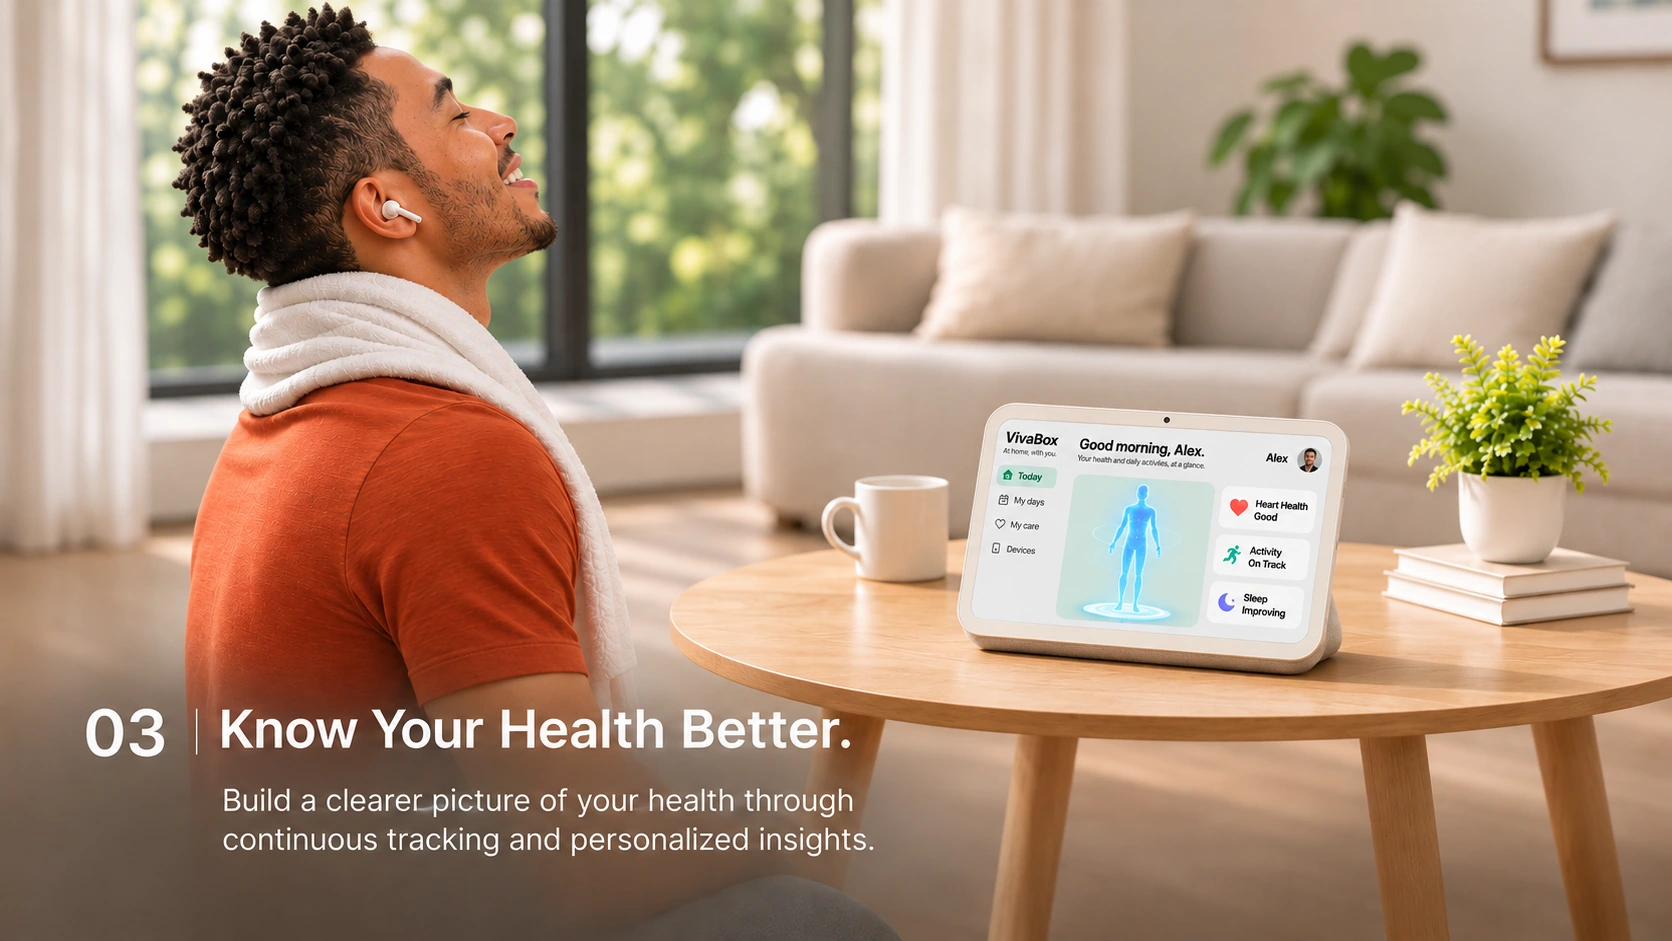 VivaBox
At home, with you.
Today
My days
My care
Devices
Good morning, Alex.
Your health and daily activities, at a glance.
Alex
Heart Health
Good
Activity
On Track
Sleep
Improving
03
Know Your Health Better.
Build a clearer picture of your health through
continuous tracking and personalized insights.